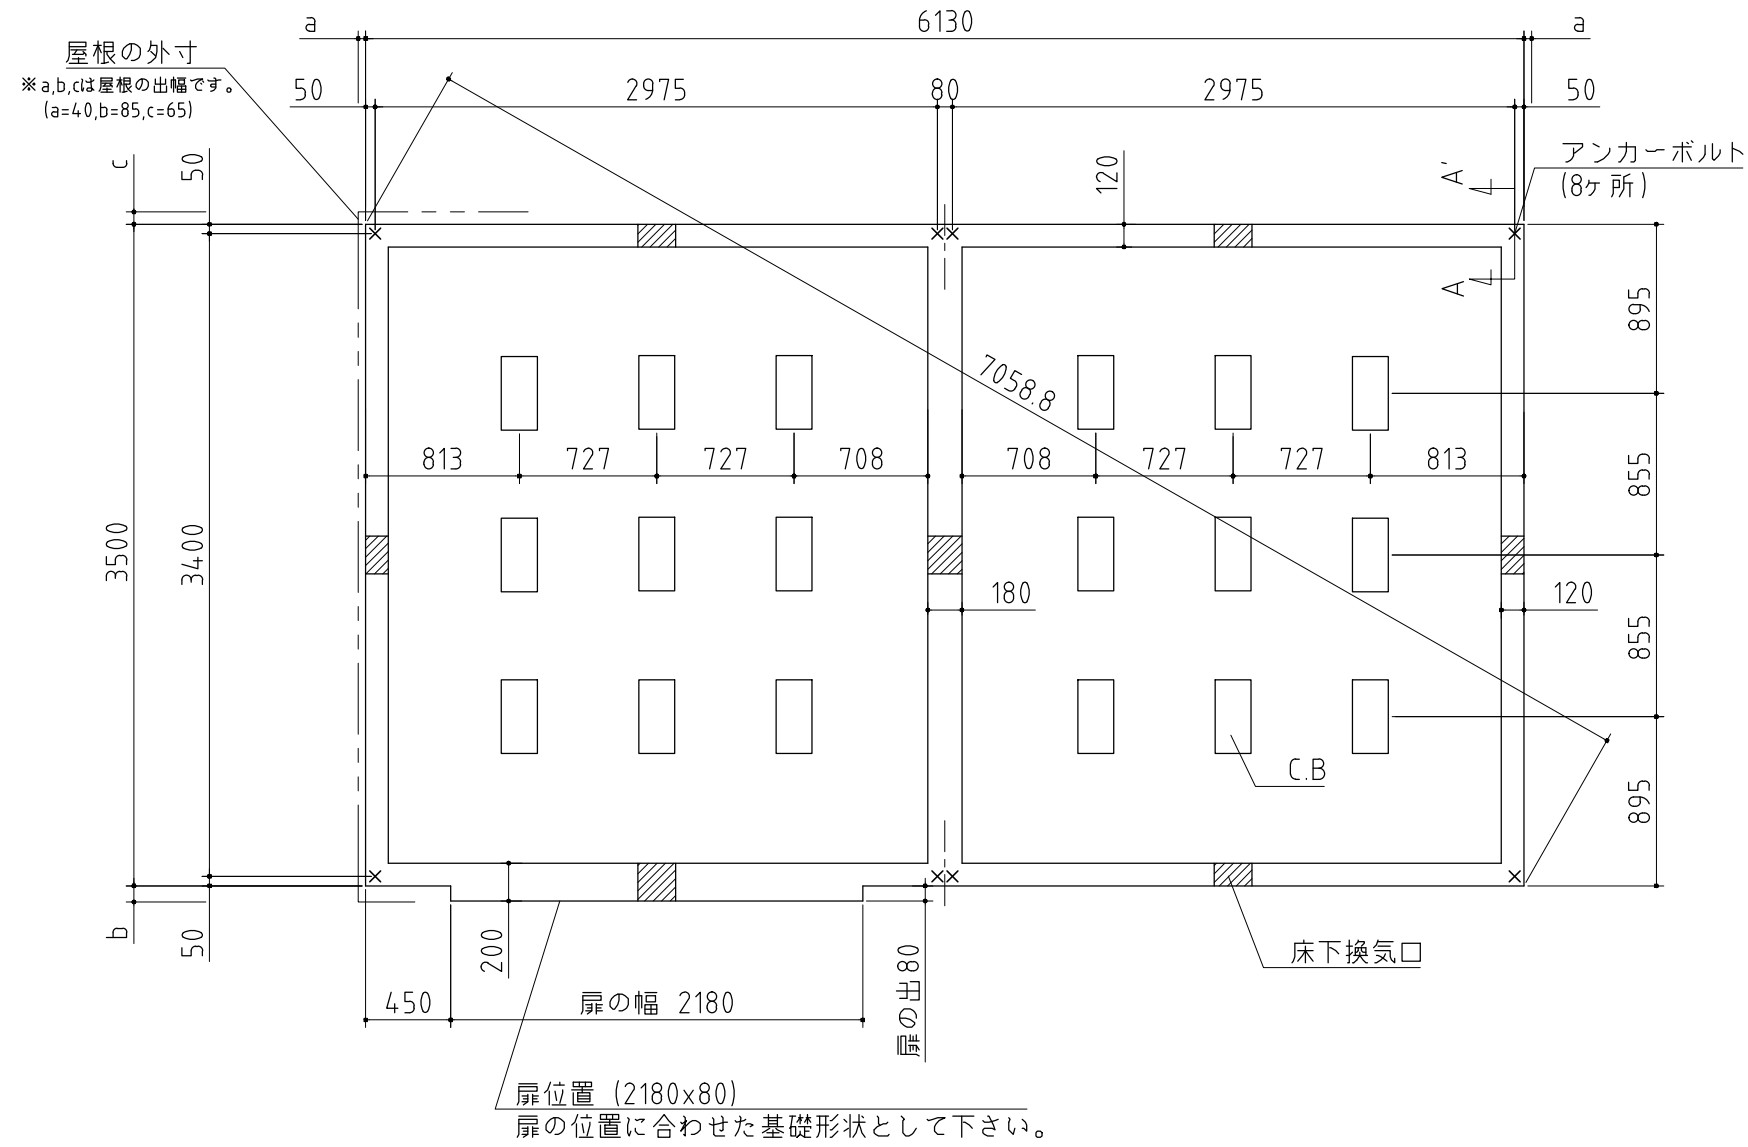 a
6130
a
屋根の外寸
※a,b,cは屋根の出幅です。
(a=40,b=85,c=65)
50
2975
80
2975
50
c
50
120
A'
アンカーボルト
(8ヶ所)
A
895
7058.8
813
727
727
708
708
727
727
813
855
3500
3400
180
120
855
C.B
895
b
50
200
扉の出80
床下換気口
450
扉の幅 2180
扉位置 (2180x80)
扉の位置に合わせた基礎形状として下さい。